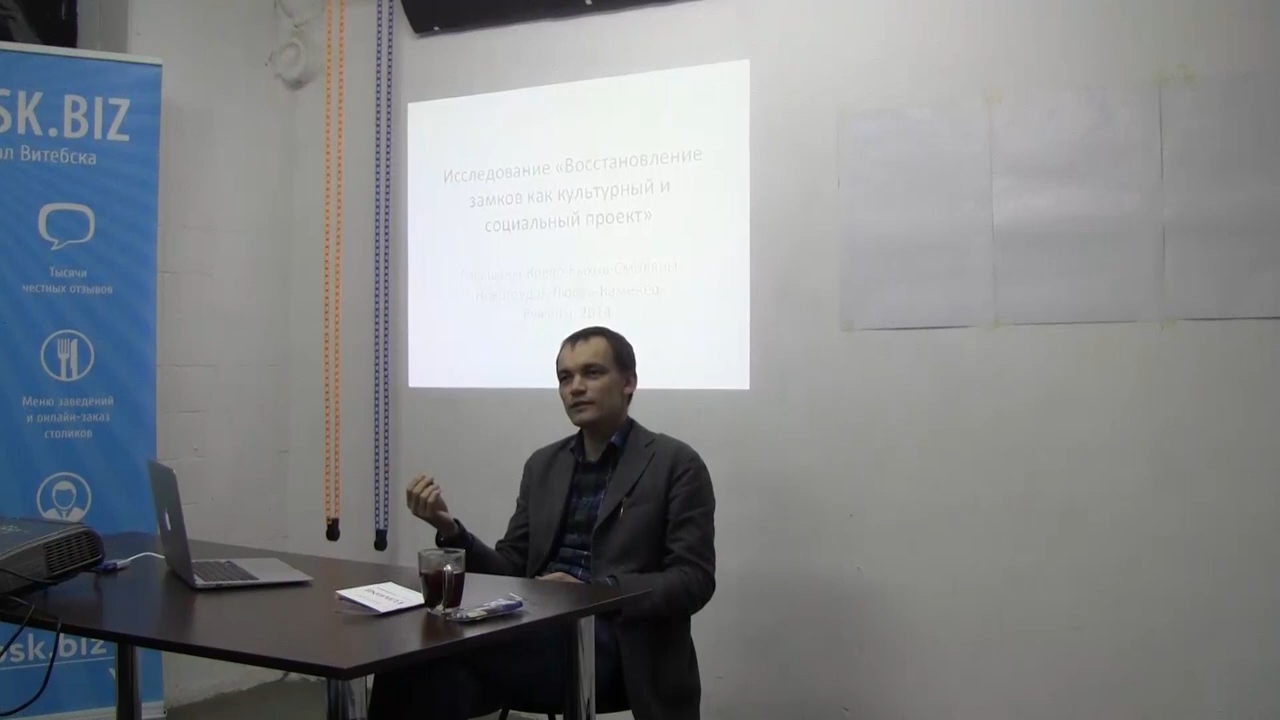 SK.BIZ
ал Витебска
Тысячи
честных отзывов
Меню заведений
и онлайн-заказ
столиков
sk.biz
Исследование «Восстановление
замков как культурный и
социальный проект»
2014